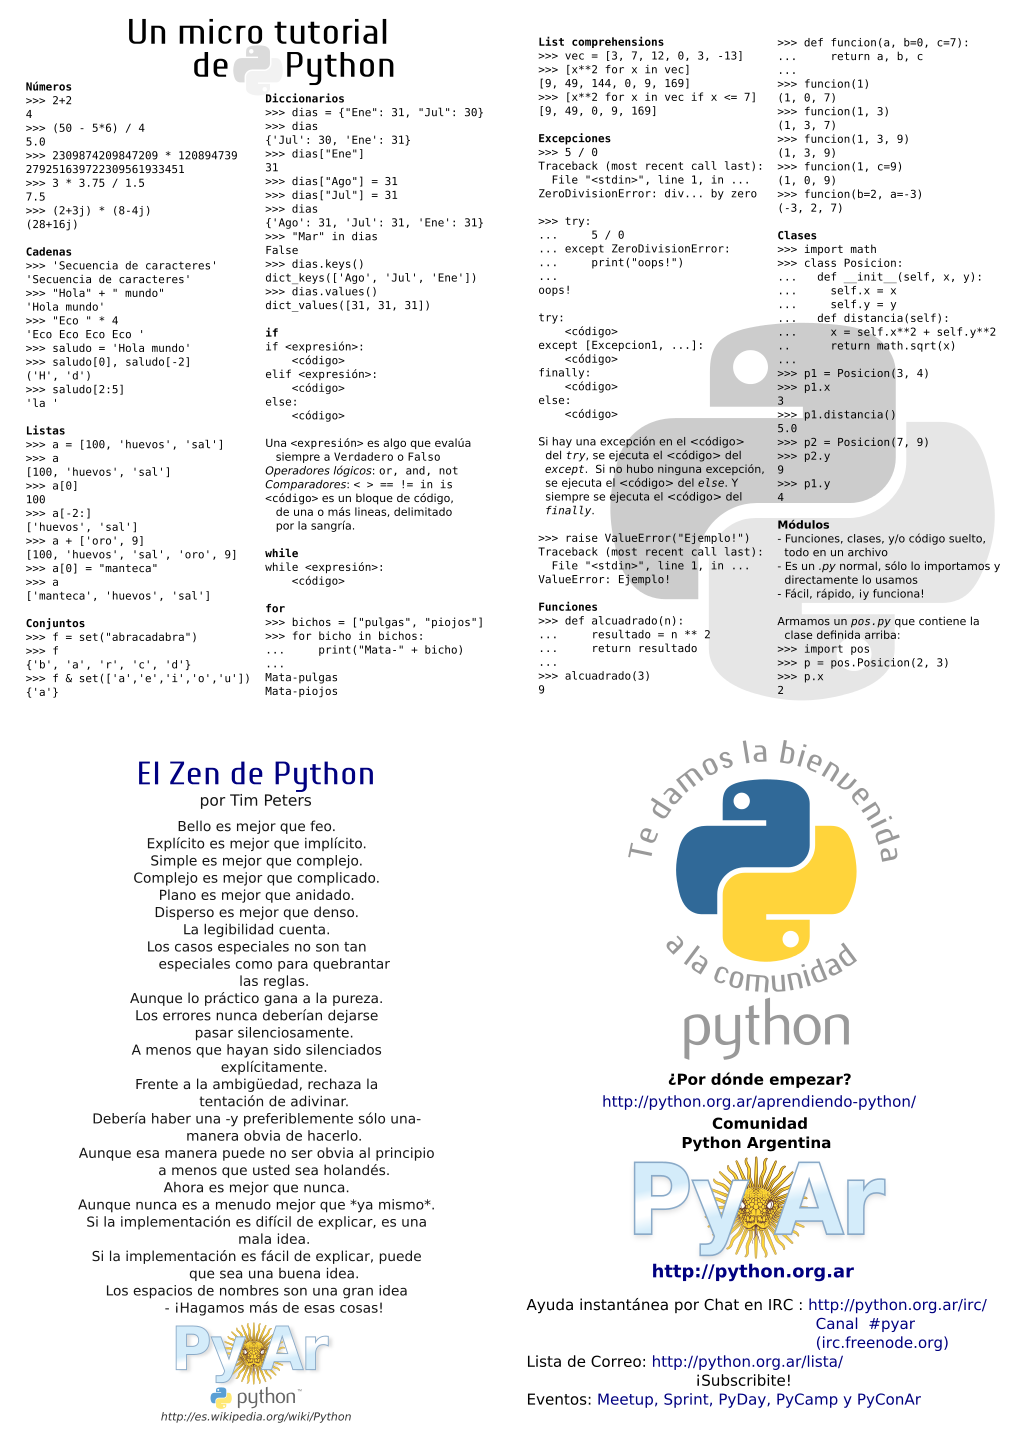 Un micro tutorial
de Python
Números
>>> 2+2
4
>>> (50 - 5*6) / 4
5.0
>>> 2309874209847209 * 120894739
279251639722309561933451
>>> 3 * 3.75 / 1.5
7.5
>>> (2+3j) * (8-4j)
(28+16j)
Cadenas
>>> 'Secuencia de caracteres'
'Secuencia de caracteres'
>>> "Hola" + " mundo"
'Hola mundo'
>>> "Eco " * 4
'Eco Eco Eco Eco '
>>> saludo = 'Hola mundo'
>>> saludo[0], saludo[-2]
('H', 'd')
>>> saludo[2:5]
'la '
Listas
>>> a = [100, 'huevos', 'sal']
>>> a
[100, 'huevos', 'sal']
>>> a[0]
100
>>> a[-2:]
['huevos', 'sal']
>>> a + ['oro', 9]
[100, 'huevos', 'sal', 'oro', 9]
>>> a[0] = "manteca"
>>> a
['manteca', 'huevos', 'sal']
Conjuntos
>>> f = set("abracadabra")
>>> f
{'b', 'a', 'r', 'c', 'd'}
>>> f & set(['a','e','i','o','u'])
{'a'}
Diccionarios
>>> dias = {"Ene": 31, "Jul": 30}
>>> dias
{'Jul': 30, 'Ene': 31}
>>> dias["Ene"]
31
>>> dias["Ago"] = 31
>>> dias["Jul"] = 31
>>> dias
{'Ago': 31, 'Jul': 31, 'Ene': 31}
>>> "Mar" in dias
False
>>> dias.keys()
dict_keys(['Ago', 'Jul', 'Ene'])
>>> dias.values()
dict_values([31, 31, 31])
if
if <expresión>:
    <código>
elif <expresión>:
    <código>
else:
    <código>
Una <expresión> es algo que evalúa
siempre a Verdadero o Falso
Operadores lógicos: or, and, not
Comparadores: < > == != in is
<código> es un bloque de código,
de una o más lineas, delimitado
por la sangría.
while
while <expresión>:
    <código>
for
>>> bichos = ["pulgas", "piojos"]
>>> for bicho in bichos:
...     print("Mata-" + bicho)
...
Mata-pulgas
Mata-piojos
List comprehensions
>>> vec = [3, 7, 12, 0, 3, -13]
>>> [x**2 for x in vec]
[9, 49, 144, 0, 9, 169]
>>> [x**2 for x in vec if x <= 7]
[9, 49, 0, 9, 169]
Excepciones
>>> 5 / 0
Traceback (most recent call last):
  File "<stdin>", line 1, in ...
ZeroDivisionError: div... by zero
>>> try:
...     5 / 0
... except ZeroDivisionError:
...     print("oops!")
...
oops!
try:
    <código>
except [Excepcion1, ...]:
    <código>
finally:
    <código>
else:
    <código>
Si hay una excepción en el <código>
del try, se ejecuta el <código> del
except.  Si no hubo ninguna excepción,
se ejecuta el <código> del else. Y
siempre se ejecuta el <código> del
finally.
>>> raise ValueError("Ejemplo!")
Traceback (most recent call last):
  File "<stdin>", line 1, in ...
ValueError: Ejemplo!
Funciones
>>> def alcuadrado(n):
...     resultado = n ** 2
...     return resultado
...
>>> alcuadrado(3)
9
>>> def funcion(a, b=0, c=7):
...     return a, b, c
...
>>> funcion(1)
(1, 0, 7)
>>> funcion(1, 3)
(1, 3, 7)
>>> funcion(1, 3, 9)
(1, 3, 9)
>>> funcion(1, c=9)
(1, 0, 9)
>>> funcion(b=2, a=-3)
(-3, 2, 7)
Clases
>>> import math
>>> class Posicion:
...   def __init__(self, x, y):
...     self.x = x
...     self.y = y
...   def distancia(self):
...     x = self.x**2 + self.y**2
..      return math.sqrt(x)
...
>>> p1 = Posicion(3, 4)
>>> p1.x
3
>>> p1.distancia()
5.0
>>> p2 = Posicion(7, 9)
>>> p2.y
9
>>> p1.y
4
Módulos
- Funciones, clases, y/o código suelto,
todo en un archivo
- Es un .py normal, sólo lo importamos y
directamente lo usamos
- Fácil, rápido, ¡y funciona!
Armamos un pos.py que contiene la
clase definida arriba:
>>> import pos
>>> p = pos.Posicion(2, 3)
>>> p.x
2
El Zen de Python
por Tim Peters
Bello es mejor que feo.
Explícito es mejor que implícito.
Simple es mejor que complejo.
Complejo es mejor que complicado.
Plano es mejor que anidado.
Disperso es mejor que denso.
La legibilidad cuenta.
Los casos especiales no son tan
especiales como para quebrantar
las reglas.
Aunque lo práctico gana a la pureza.
Los errores nunca deberían dejarse
pasar silenciosamente.
A menos que hayan sido silenciados
explícitamente.
Frente a la ambigüedad, rechaza la
tentación de adivinar.
Debería haber una -y preferiblemente sólo una-
manera obvia de hacerlo.
Aunque esa manera puede no ser obvia al principio
a menos que usted sea holandés.
Ahora es mejor que nunca.
Aunque nunca es a menudo mejor que *ya mismo*.
Si la implementación es difícil de explicar, es una
mala idea.
Si la implementación es fácil de explicar, puede
que sea una buena idea.
Los espacios de nombres son una gran idea
- ¡Hagamos más de esas cosas!
PyAr
python™
http://es.wikipedia.org/wiki/Python
Te damos la bienvenida
a la comunidad
python
¿Por dónde empezar?
http://python.org.ar/aprendiendo-python/
Comunidad
Python Argentina
PyAr
http://python.org.ar
Ayuda instantánea por Chat en IRC : http://python.org.ar/irc/
Canal  #pyar
(irc.freenode.org)
Lista de Correo: http://python.org.ar/lista/
¡Subscribite!
Eventos: Meetup, Sprint, PyDay, PyCamp y PyConAr